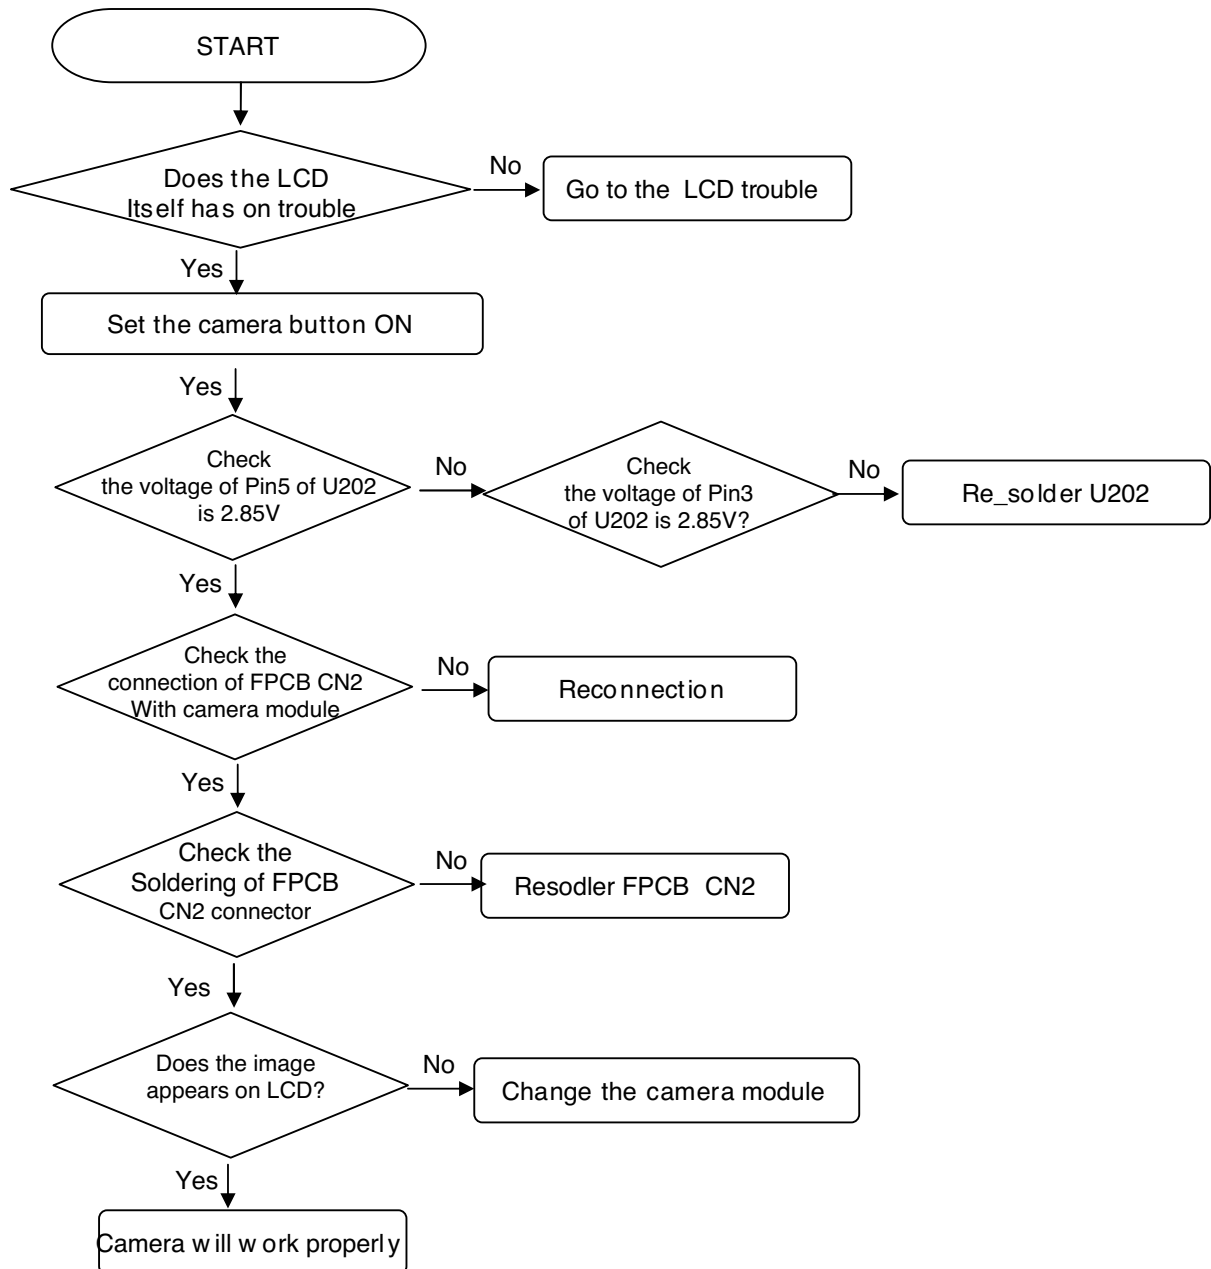 START
Does the LCD
Itself has on trouble
No
Go to the LCD trouble
Yes
Set the camera button ON
Yes
Check
the voltage of Pin5 of U202
is 2.85V
No
Check
the voltage of Pin3
of U202 is 2.85V?
No
Re_solder U202
Yes
Check the
connection of FPCB CN2
With camera module
No
Reconnection
Yes
Check the
Soldering of FPCB
CN2 connector
No
Resodler FPCB CN2
Yes
Does the image
appears on LCD?
No
Change the camera module
Yes
Camera will work properly